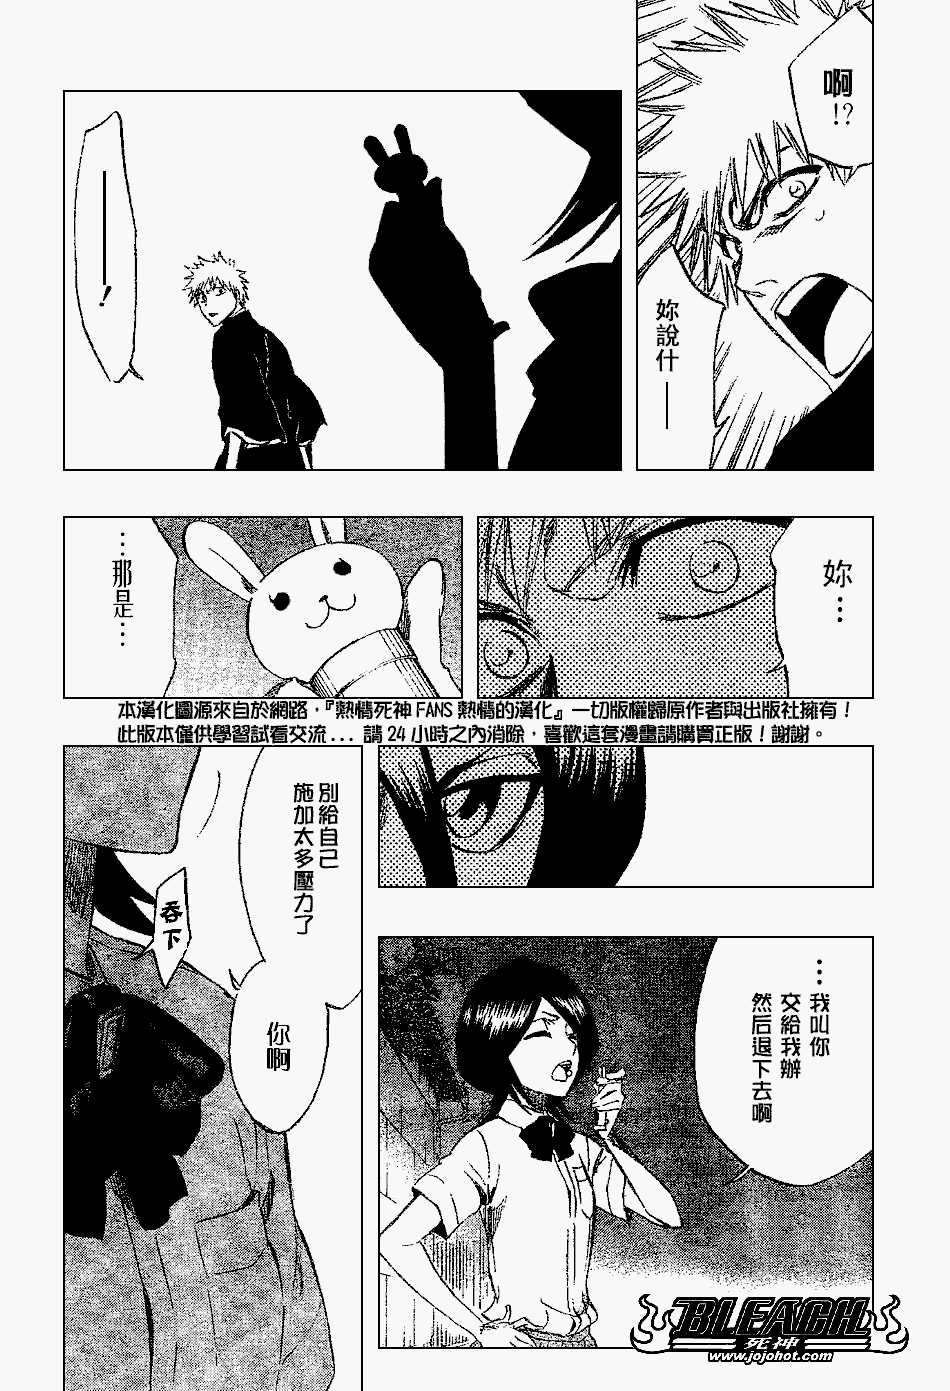 啊
!?
妳說什——
——!
妳…
…那是…
本漢化圖源來自於網路，『熱情死神 FANS 熱情的漢化』一切版權歸原作者與出版社擁有！
此版本僅供學習試看交流... 請 24 小時之內消除，喜歡這套漫畫請購買正版！謝謝。
…我叫你
交給我辦
然后退下去啊
別給自己
施加太多壓力了
你啊
吞下
BLEACH
死神
www.jojohot.com